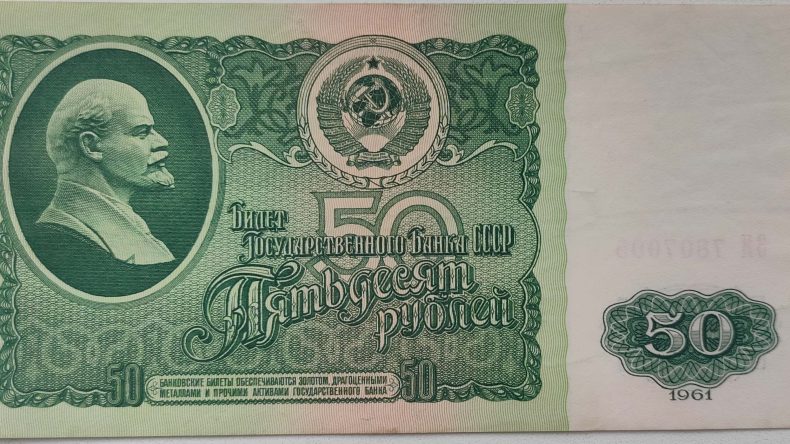 50
Билет
Государственного Банка СССР
Пятьдесят
рублей
50
БАНКОВСКИЕ БИЛЕТЫ ОБЕСПЕЧИВАЮТСЯ ЗОЛОТОМ, ДРАГОЦЕННЫМИ
МЕТАЛЛАМИ И ПРОЧИМИ АКТИВАМИ ГОСУДАРСТВЕННОГО БАНКА
50
50
1961